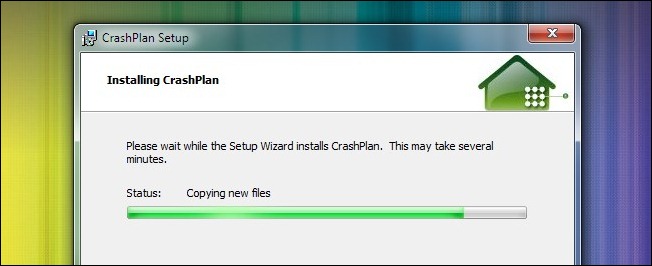 CrashPlan Setup
Installing CrashPlan
Please wait while the Setup Wizard installs CrashPlan.  This may take several
minutes.
Status: Copying new files